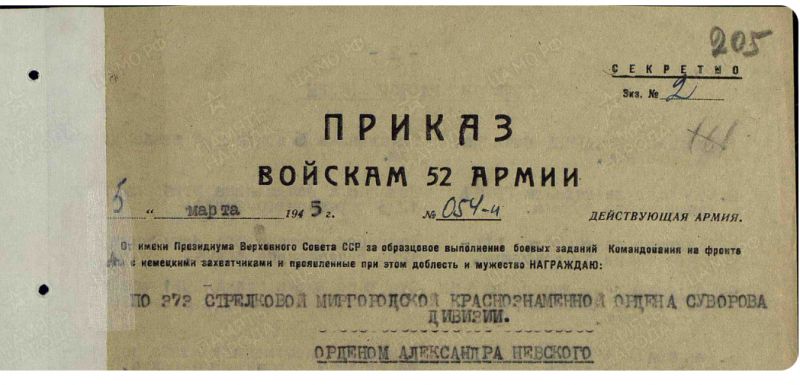 205
СЕКРЕТНО
Экз. № 2
ПРИКАЗ
161
ВОЙСКАМ 52 АРМИИ
5 " марта 1945 г. № 054-н ДЕЙСТВУЮЩАЯ АРМИЯ.
От имени Президиума Верховного Совета ССР за образцовое выполнение боевых заданий Командования на фронте
с немецкими захватчиками и проявленные при этом доблесть и мужество НАГРАЖДАЮ:
ПО 373 СТРЕЛКОВОЙ МИРГОРОДСКОЙ КРАСНОЗНАМЕННОЙ ОРДЕНА СУВОРОВА
ДИВИЗИИ.
ОРДЕНОМ АЛЕКСАНДРА НЕВСКОГО